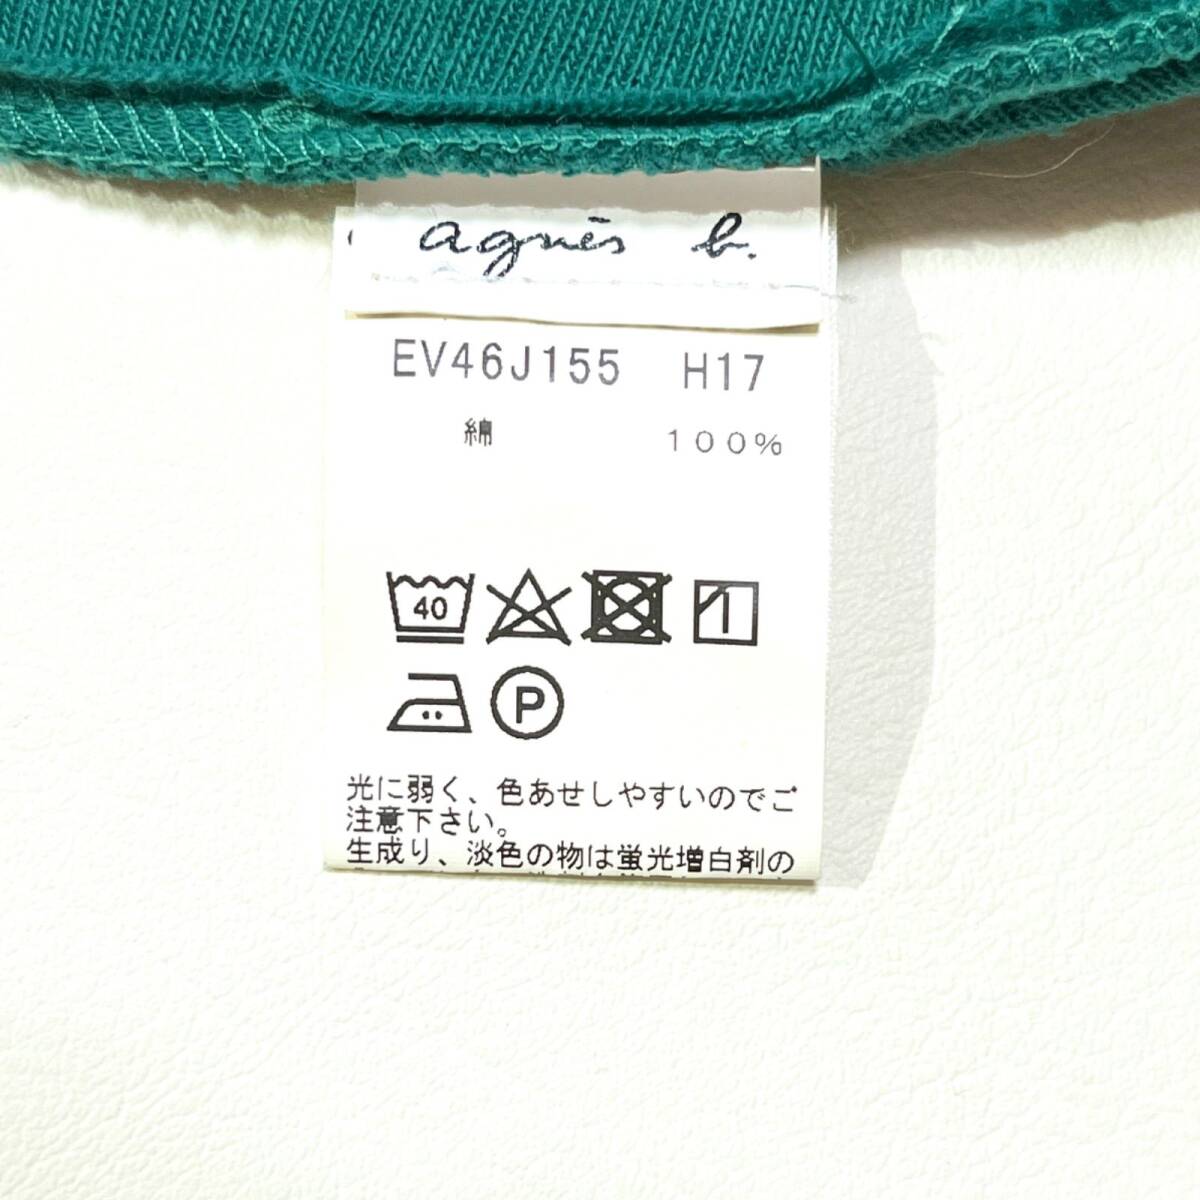 agnès b.
EV46J155 H17
綿 １００％
40
P
光に弱く、色あせしやすいのでご
注意下さい。
生成り、淡色の物は蛍光増白剤の